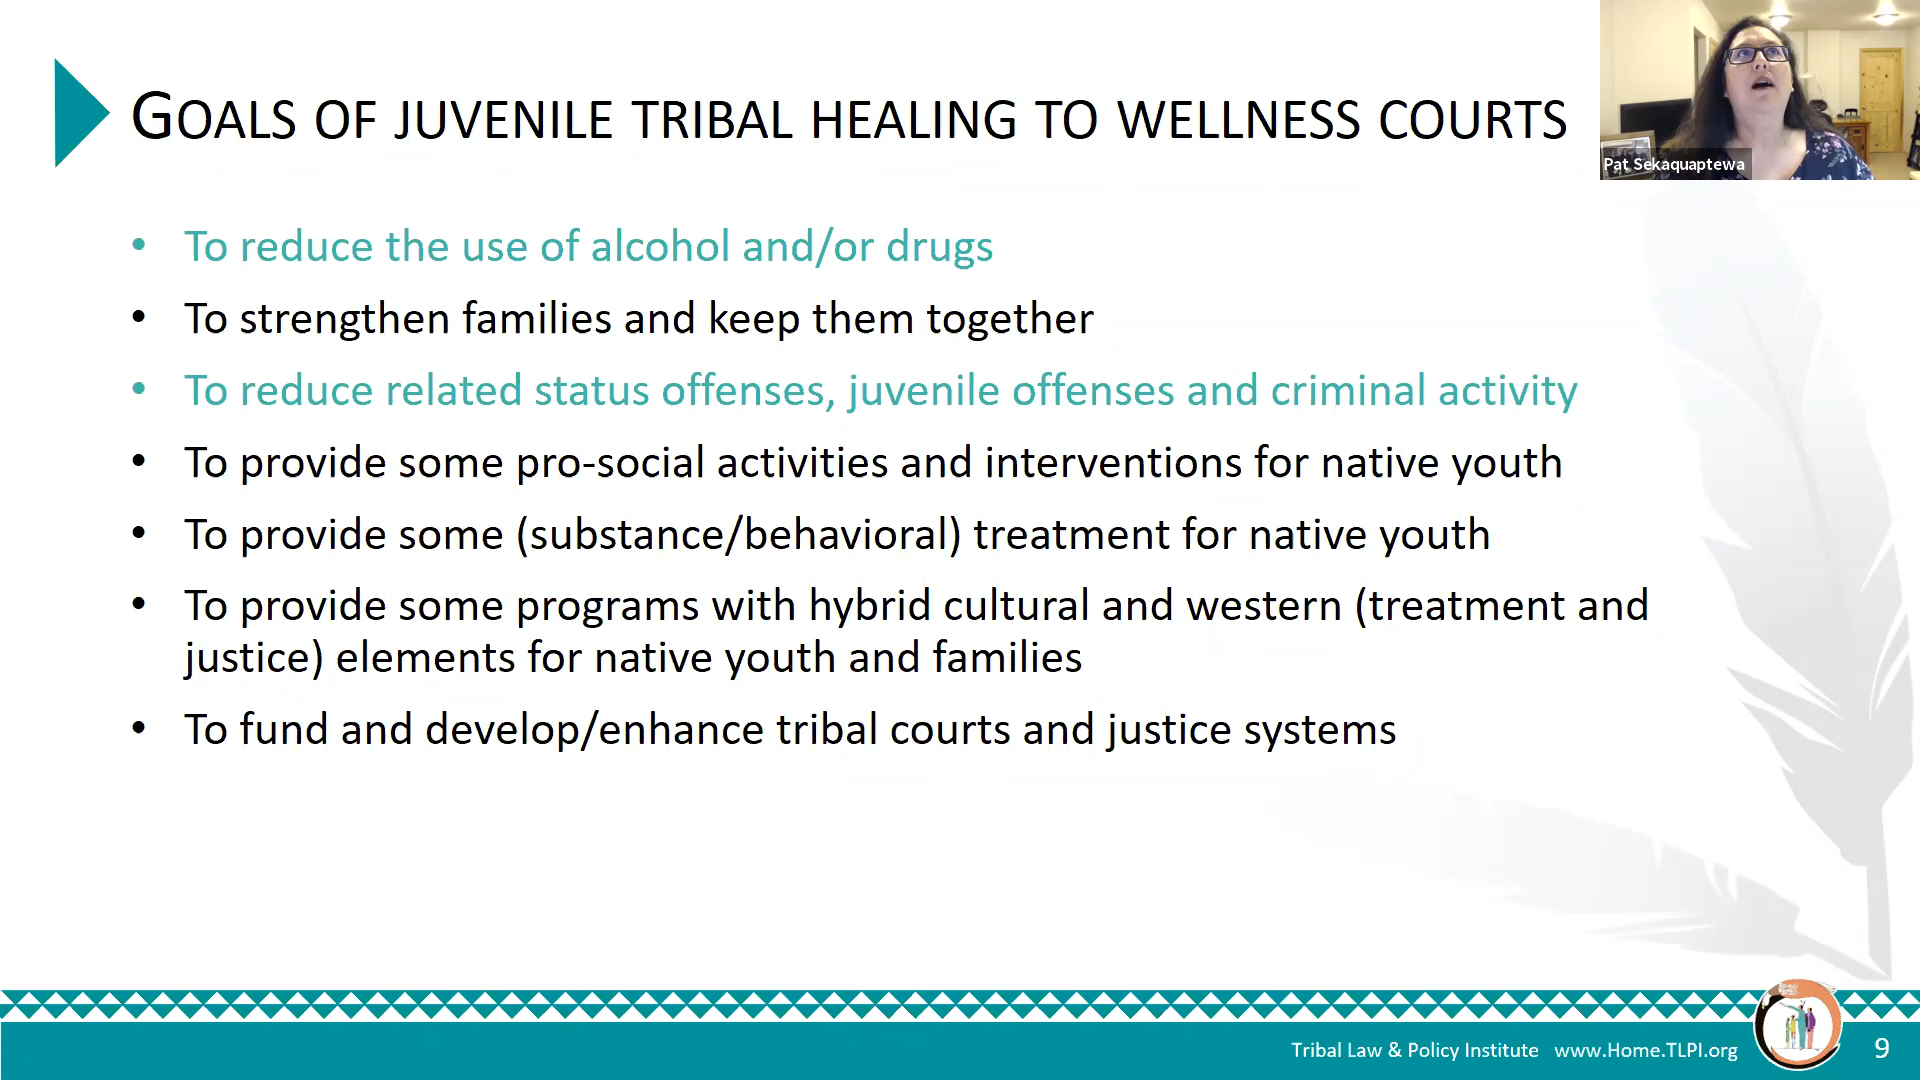 GOALS OF JUVENILE TRIBAL HEALING TO WELLNESS COURTS
Pat Sekaquaptewa
• To reduce the use of alcohol and/or drugs
• To strengthen families and keep them together
• To reduce related status offenses, juvenile offenses and criminal activity
• To provide some pro-social activities and interventions for native youth
• To provide some (substance/behavioral) treatment for native youth
• To provide some programs with hybrid cultural and western (treatment and
justice) elements for native youth and families
• To fund and develop/enhance tribal courts and justice systems
Tribal Law & Policy Institute www.Home.TLPI.org
9